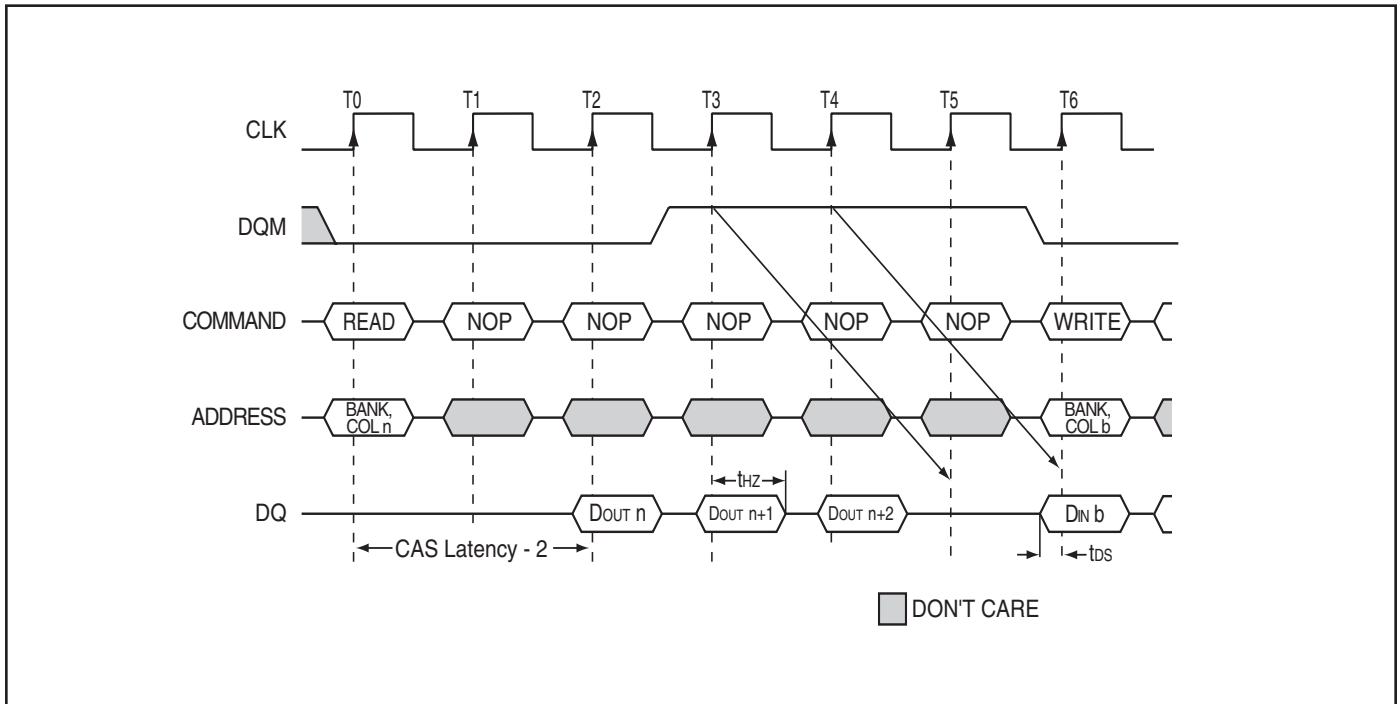 T0 T1 T2 T3 T4 T5 T6
CLK
DQM
COMMAND READ NOP NOP NOP NOP NOP WRITE
ADDRESS BANK, COL n BANK, COL b
tHZ
DQ DOUT n DOUT n+1 DOUT n+2 DIN b
CAS Latency - 2 tDS
DON'T CARE